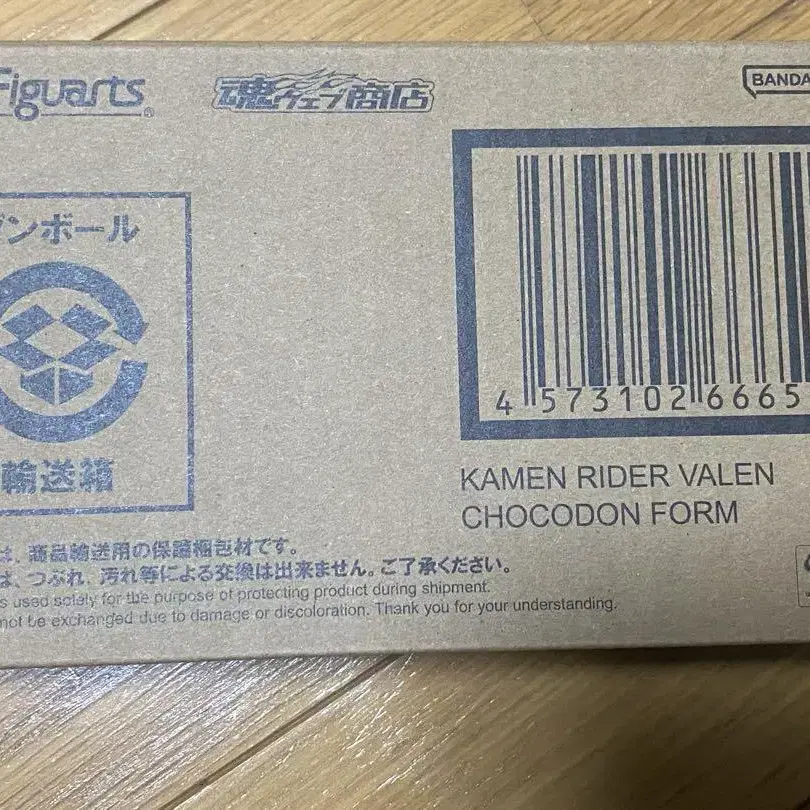 Figuarts
魂ウェブ商店
BANDA
ダンボール
輸送箱
4 573102 6665
KAMEN RIDER VALEN
CHOCODON FORM
は、商品輸送用の保護梱包材です。
は、つぶれ、汚れ等による交換は出来ません。ご了承ください。
s used solely for the purpose of protecting product during shipment.
not be exchanged due to damage or discoloration. Thank you for your understanding.